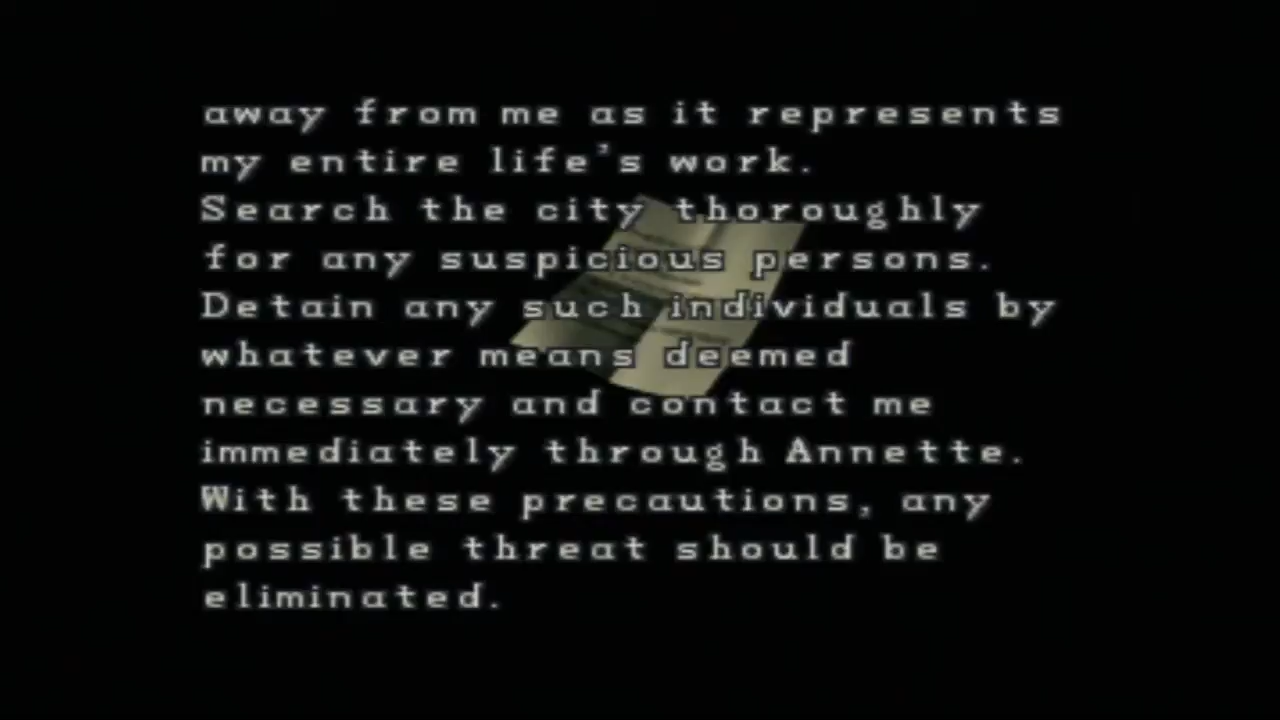 away from me as it represents
my entire life's work.
Search the city thoroughly
for any suspicious persons.
Detain any such individuals by
whatever means deemed
necessary and contact me
immediately through Annette.
With these precautions, any
possible threat should be
eliminated.